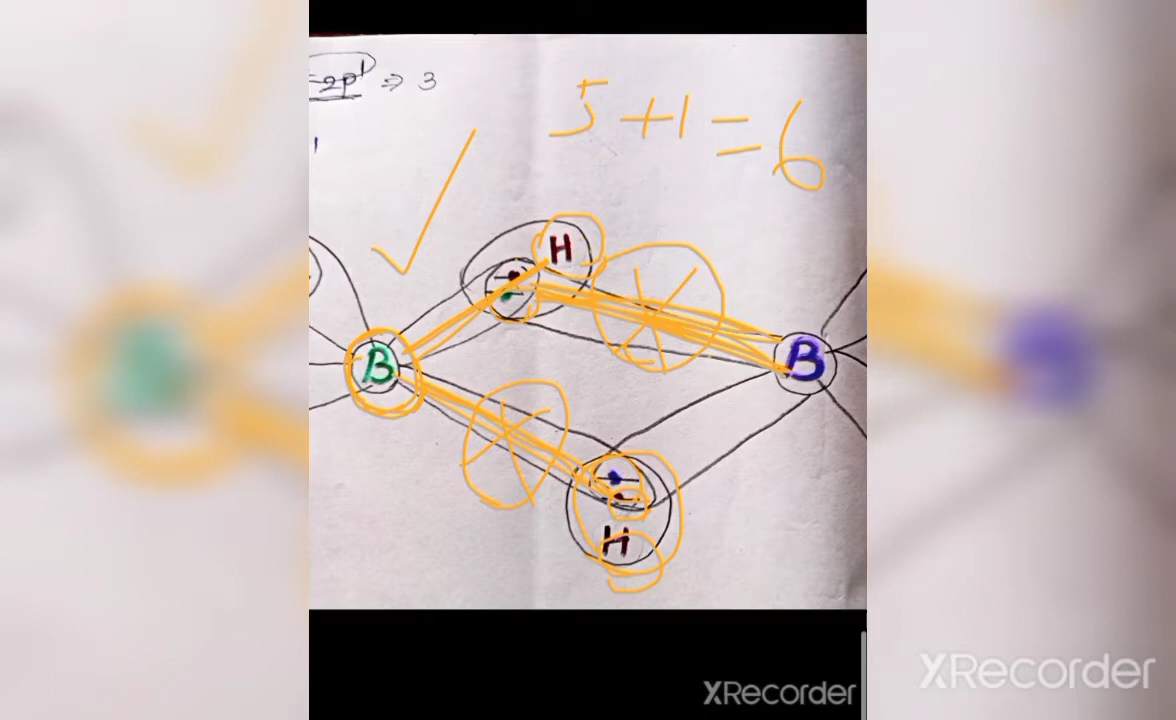 -2p¹ ⇒ 3
5 + 1 = 6
H
B
B
H
XRecorder
XRecorder